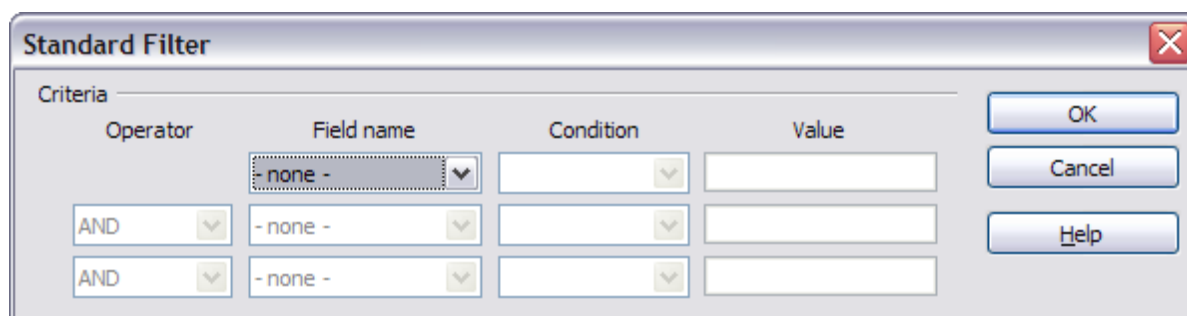 Standard Filter
Criteria
Operator Field name Condition Value
- none -
AND - none -
AND - none -
OK
Cancel
Help